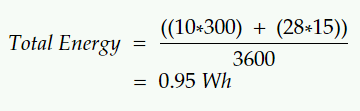 Total Energy = ((10*300) + (28*15)) / 3600
= 0.95 Wh